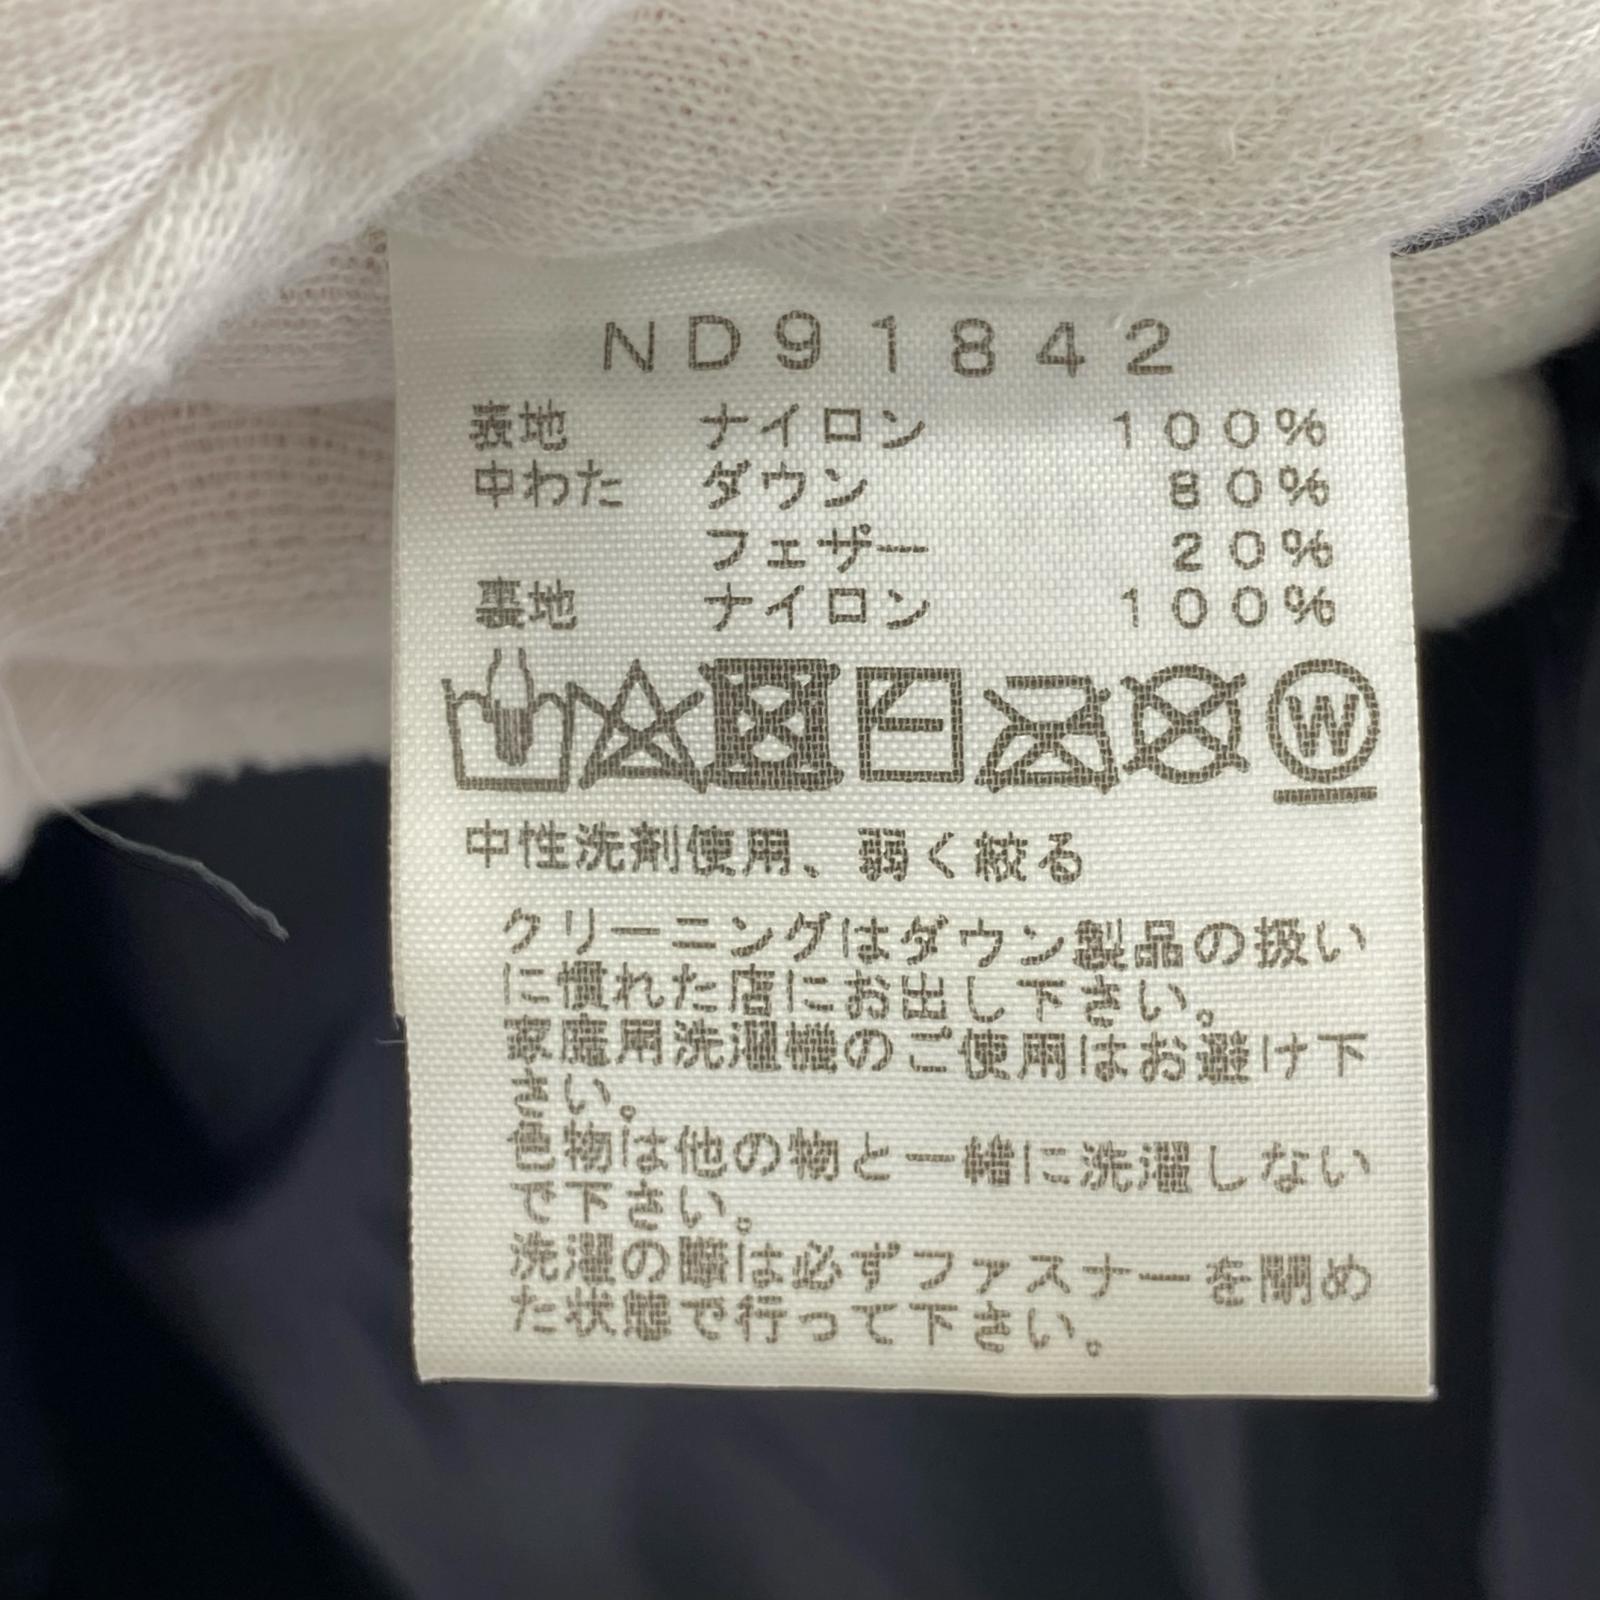 ND91842
表地 ナイロン 100%
中わた ダウン 80%
フェザー 20%
裏地 ナイロン 100%
W
中性洗剤使用、弱く絞る
クリーニングはダウン製品の扱い
に慣れた店にお出し下さい。
家庭用洗濯機のご使用はお避け下
さい。
色物は他の物と一緒に洗濯しない
で下さい。
洗濯の際は必ずファスナーを閉め
た状態で行って下さい。